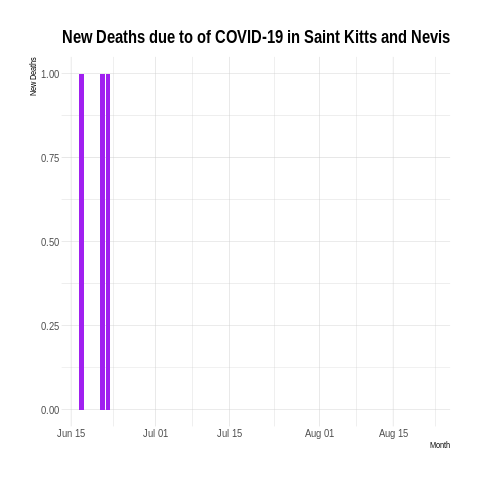 New Deaths due to of COVID-19 in Saint Kitts and Nevis
New Deaths
1.00
0.75
0.50
0.25
0.00
Jun 15 Jul 01 Jul 15 Aug 01 Aug 15
Month